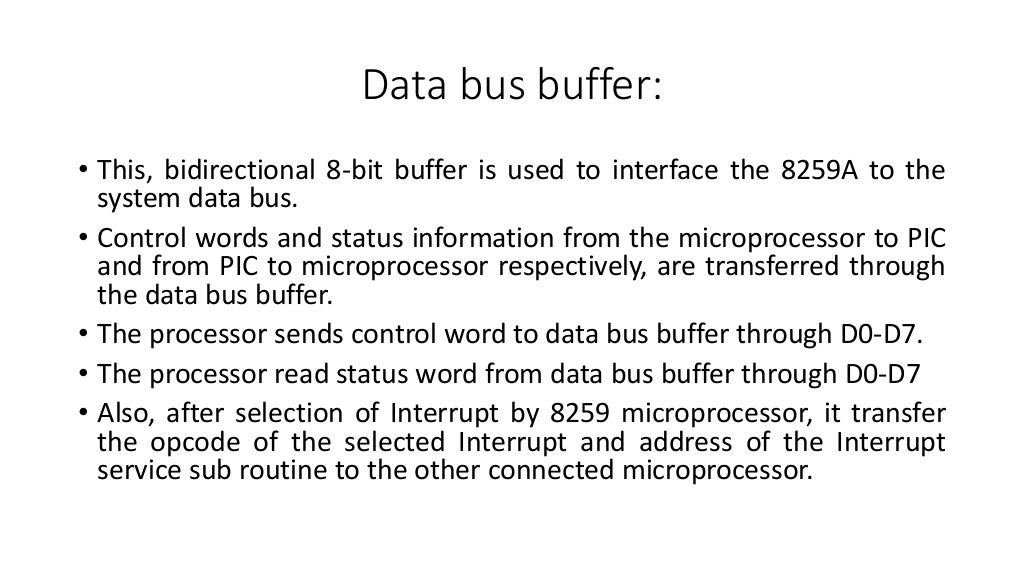 Data bus buffer:
• This, bidirectional 8-bit buffer is used to interface the 8259A to the
system data bus.
• Control words and status information from the microprocessor to PIC
and from PIC to microprocessor respectively, are transferred through
the data bus buffer.
• The processor sends control word to data bus buffer through D0-D7.
• The processor read status word from data bus buffer through D0-D7
• Also, after selection of Interrupt by 8259 microprocessor, it transfer
the opcode of the selected Interrupt and address of the Interrupt
service sub routine to the other connected microprocessor.